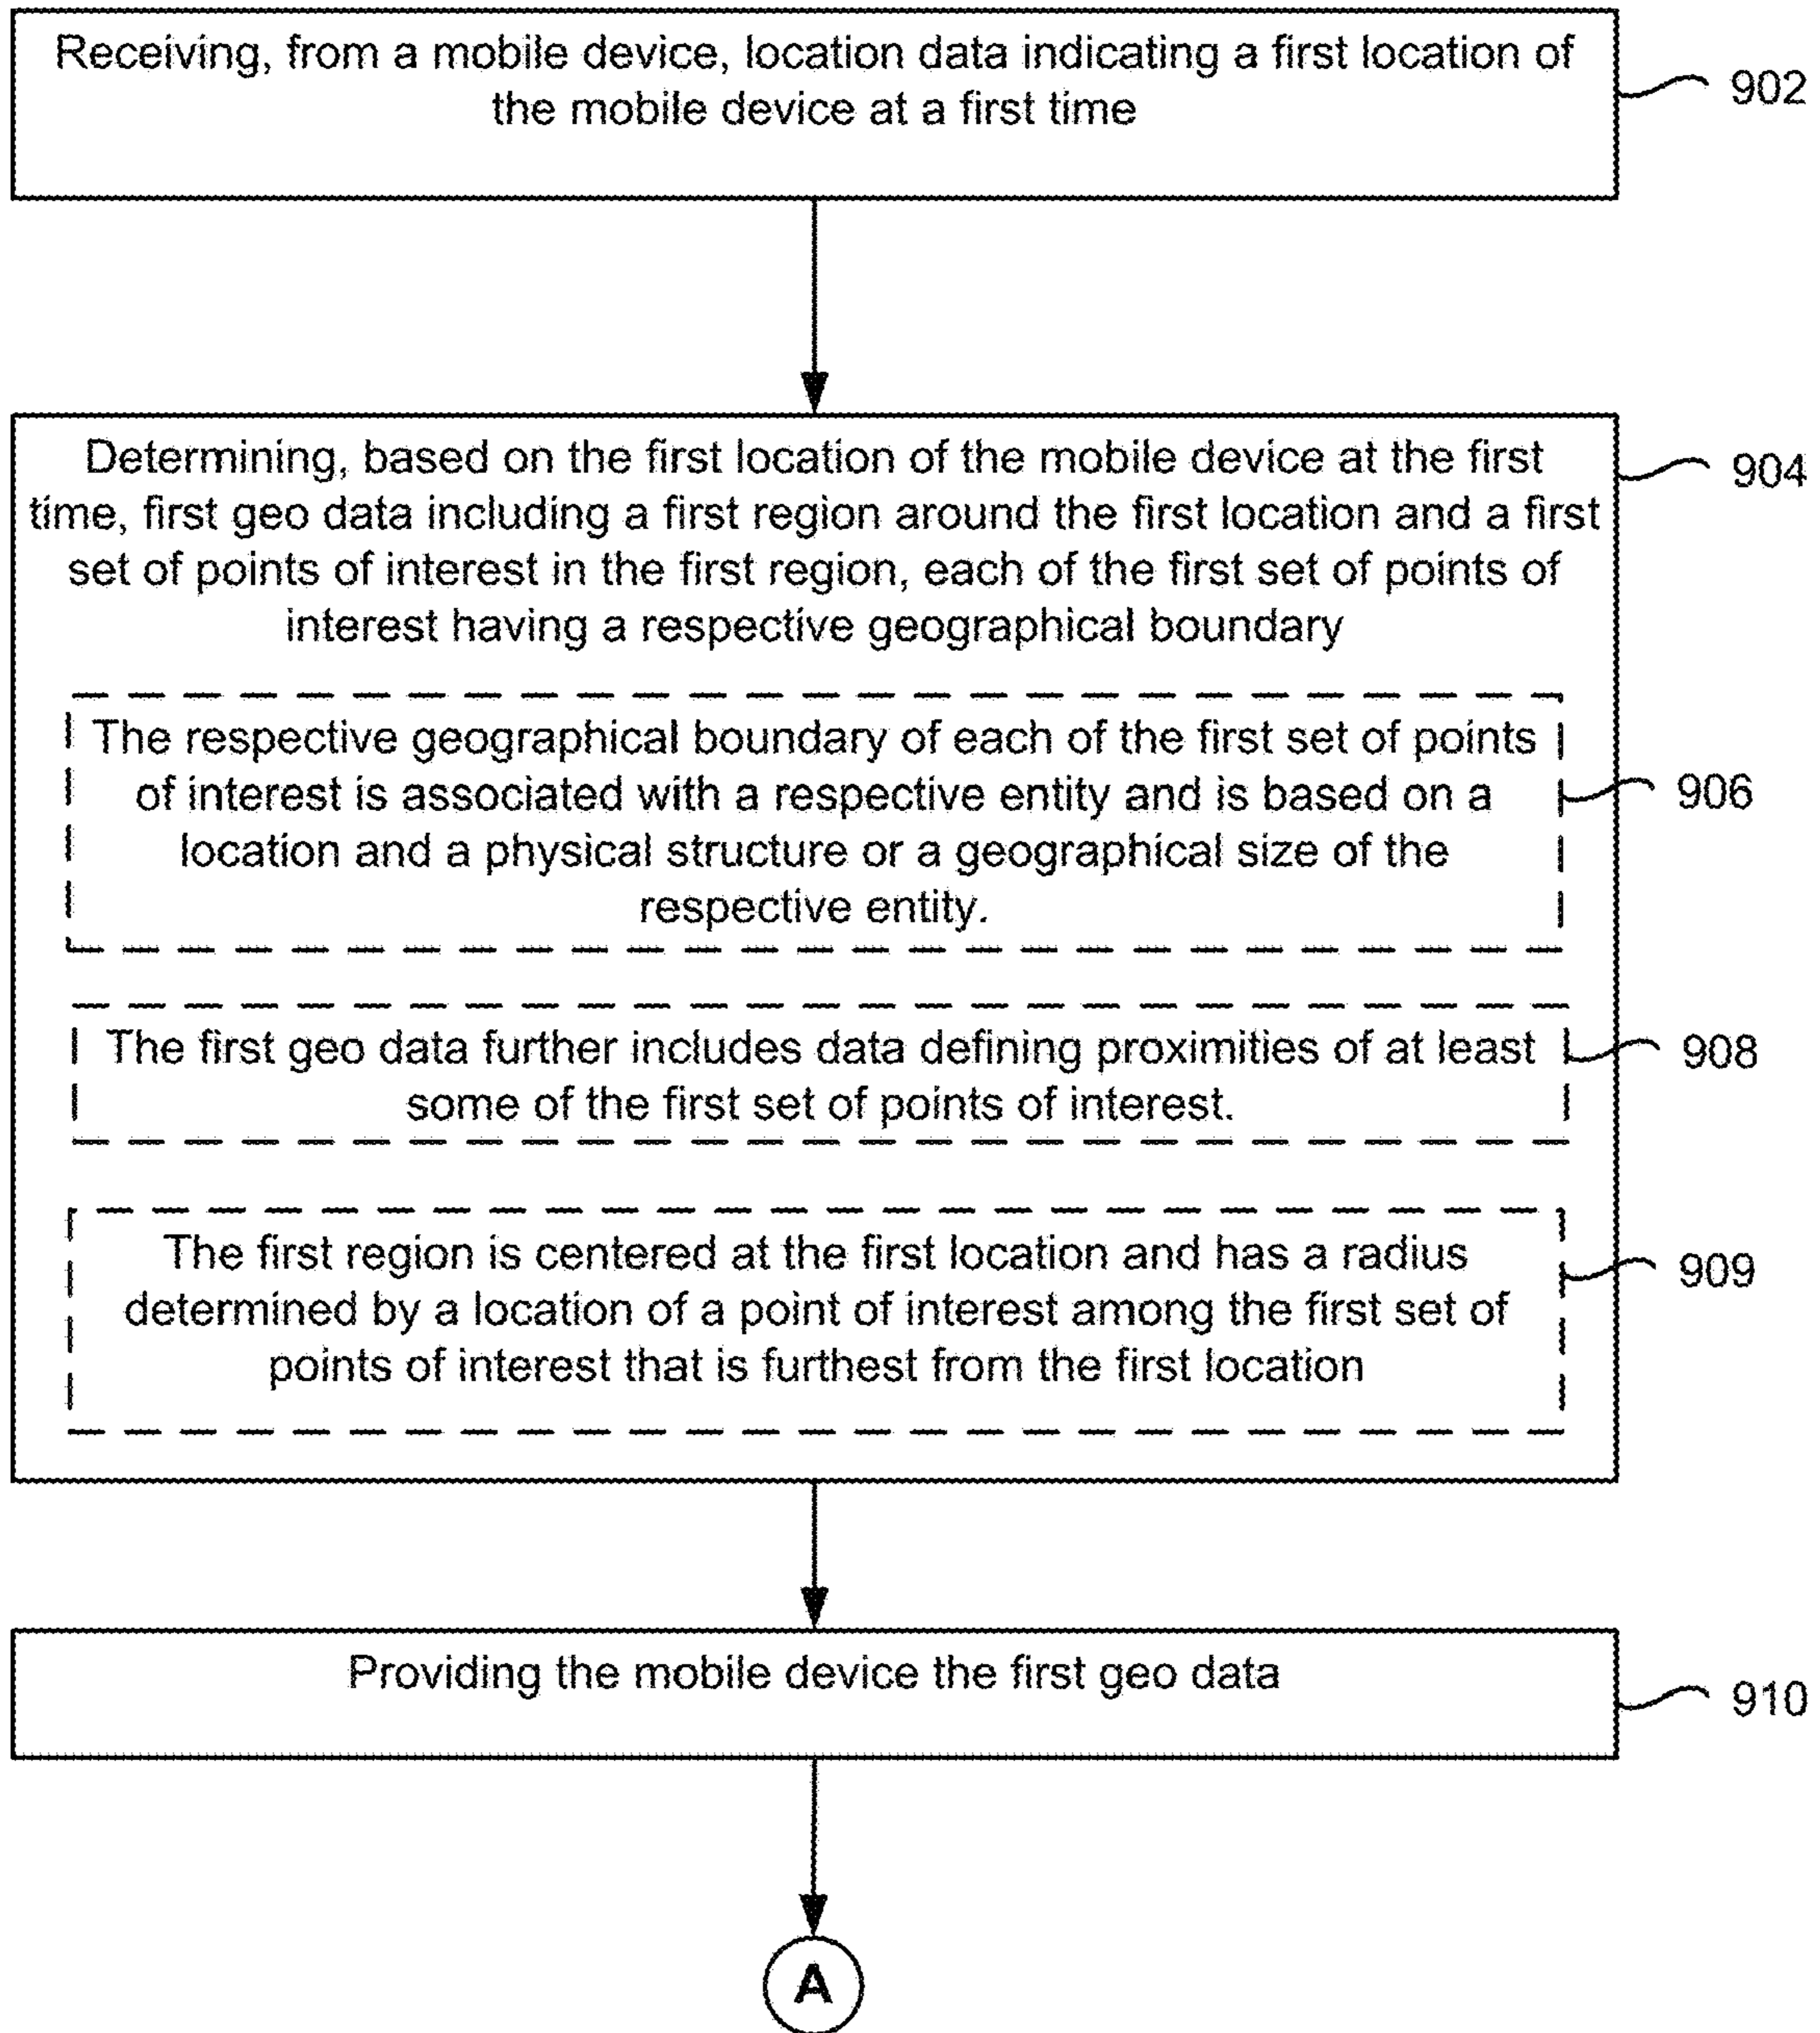 Receiving, from a mobile device, location data indicating a first location of
the mobile device at a first time
902
Determining, based on the first location of the mobile device at the first
time, first geo data including a first region around the first location and a first
set of points of interest in the first region, each of the first set of points of
interest having a respective geographical boundary
904
The respective geographical boundary of each of the first set of points
of interest is associated with a respective entity and is based on a
location and a physical structure or a geographical size of the
respective entity.
906
The first geo data further includes data defining proximities of at least
some of the first set of points of interest.
908
The first region is centered at the first location and has a radius
determined by a location of a point of interest among the first set of
points of interest that is furthest from the first location
909
Providing the mobile device the first geo data
910
A